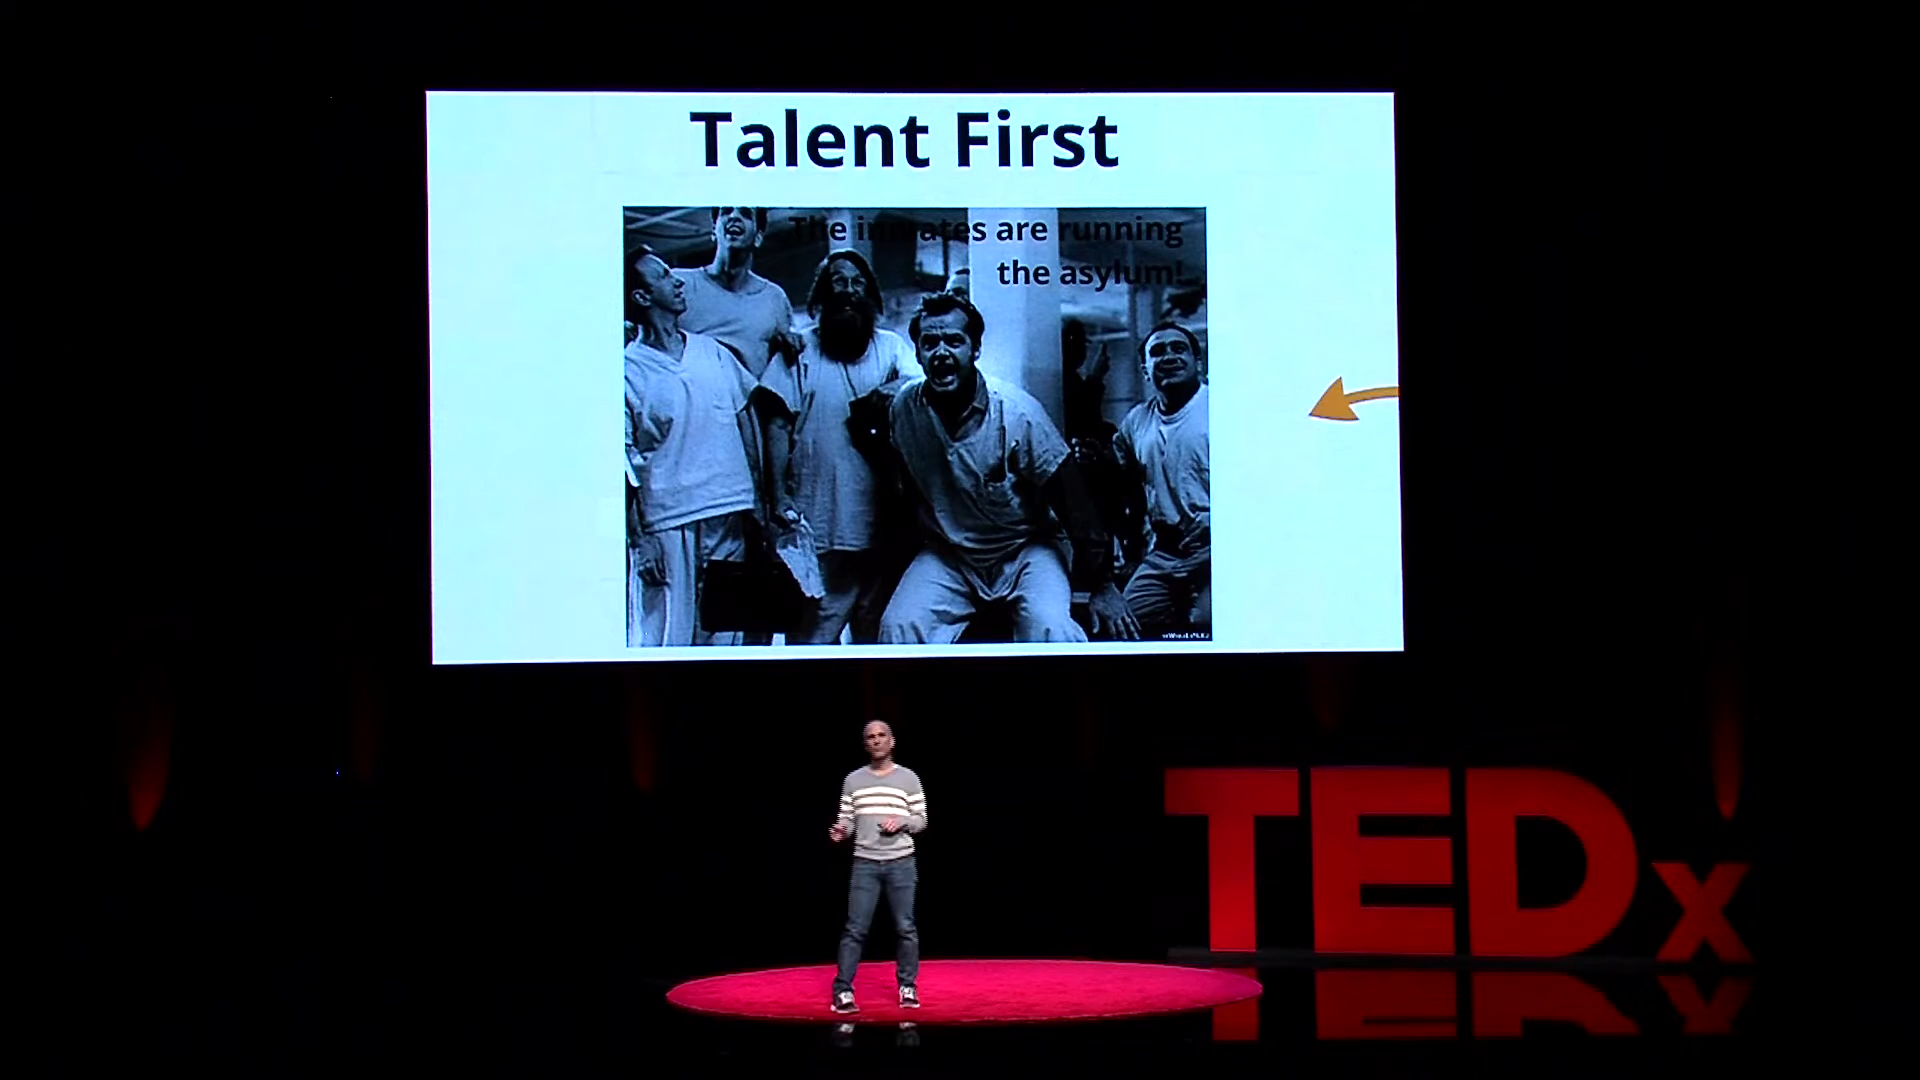 Talent First
The inmates are running
the asylum!
TEDx